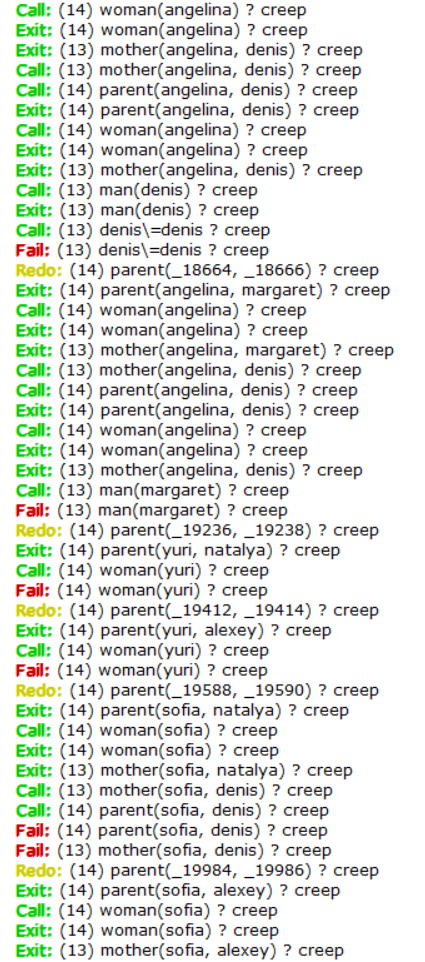 Call: (14) woman(angelina) ? creep
Exit: (14) woman(angelina) ? creep
Exit: (13) mother(angelina, denis) ? creep
Call: (13) mother(angelina, denis) ? creep
Call: (14) parent(angelina, denis) ? creep
Exit: (14) parent(angelina, denis) ? creep
Call: (14) woman(angelina) ? creep
Exit: (14) woman(angelina) ? creep
Exit: (13) mother(angelina, denis) ? creep
Call: (13) man(denis) ? creep
Exit: (13) man(denis) ? creep
Call: (13) denis\=denis ? creep
Fail: (13) denis\=denis ? creep
Redo: (14) parent(_18664, _18666) ? creep
Exit: (14) parent(angelina, margaret) ? creep
Call: (14) woman(angelina) ? creep
Exit: (14) woman(angelina) ? creep
Exit: (13) mother(angelina, margaret) ? creep
Call: (13) mother(angelina, denis) ? creep
Call: (14) parent(angelina, denis) ? creep
Exit: (14) parent(angelina, denis) ? creep
Call: (14) woman(angelina) ? creep
Exit: (14) woman(angelina) ? creep
Exit: (13) mother(angelina, denis) ? creep
Call: (13) man(margaret) ? creep
Fail: (13) man(margaret) ? creep
Redo: (14) parent(_19236, _19238) ? creep
Exit: (14) parent(yuri, natalya) ? creep
Call: (14) woman(yuri) ? creep
Fail: (14) woman(yuri) ? creep
Redo: (14) parent(_19412, _19414) ? creep
Exit: (14) parent(yuri, alexey) ? creep
Call: (14) woman(yuri) ? creep
Fail: (14) woman(yuri) ? creep
Redo: (14) parent(_19588, _19590) ? creep
Exit: (14) parent(sofia, natalya) ? creep
Call: (14) woman(sofia) ? creep
Exit: (14) woman(sofia) ? creep
Exit: (13) mother(sofia, natalya) ? creep
Call: (13) mother(sofia, denis) ? creep
Call: (14) parent(sofia, denis) ? creep
Fail: (14) parent(sofia, denis) ? creep
Fail: (13) mother(sofia, denis) ? creep
Redo: (14) parent(_19984, _19986) ? creep
Exit: (14) parent(sofia, alexey) ? creep
Call: (14) woman(sofia) ? creep
Exit: (14) woman(sofia) ? creep
Exit: (13) mother(sofia, alexey) ? creep